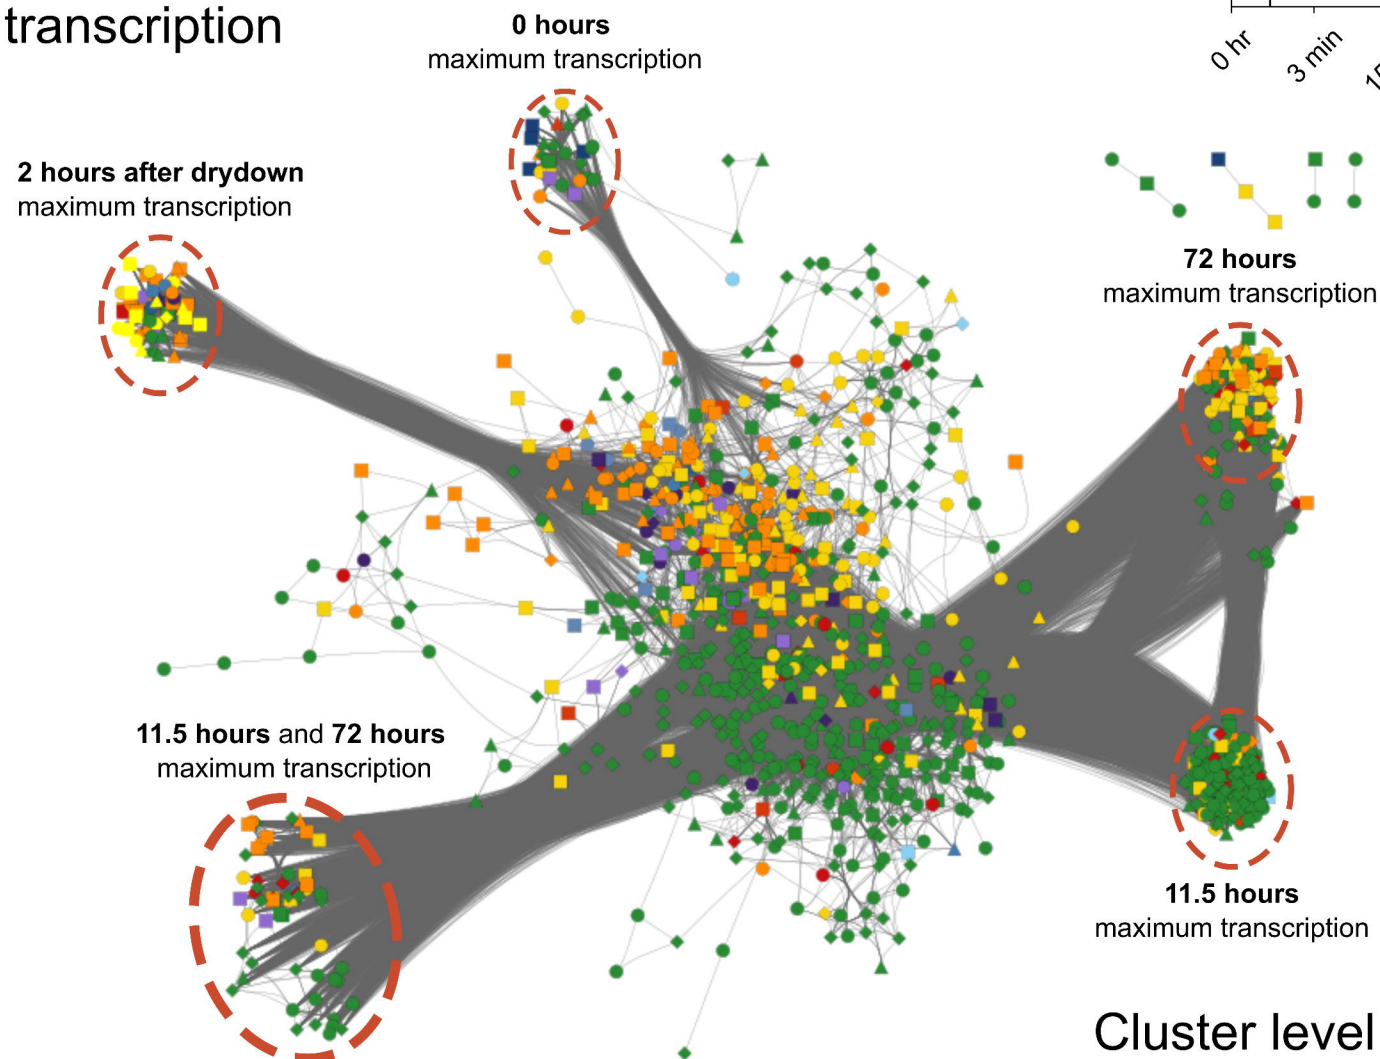 transcription
0 hours
maximum transcription
0 hr
3 min
2 hours after drydown
maximum transcription
72 hours
maximum transcription
11.5 hours and 72 hours
maximum transcription
11.5 hours
maximum transcription
Cluster level